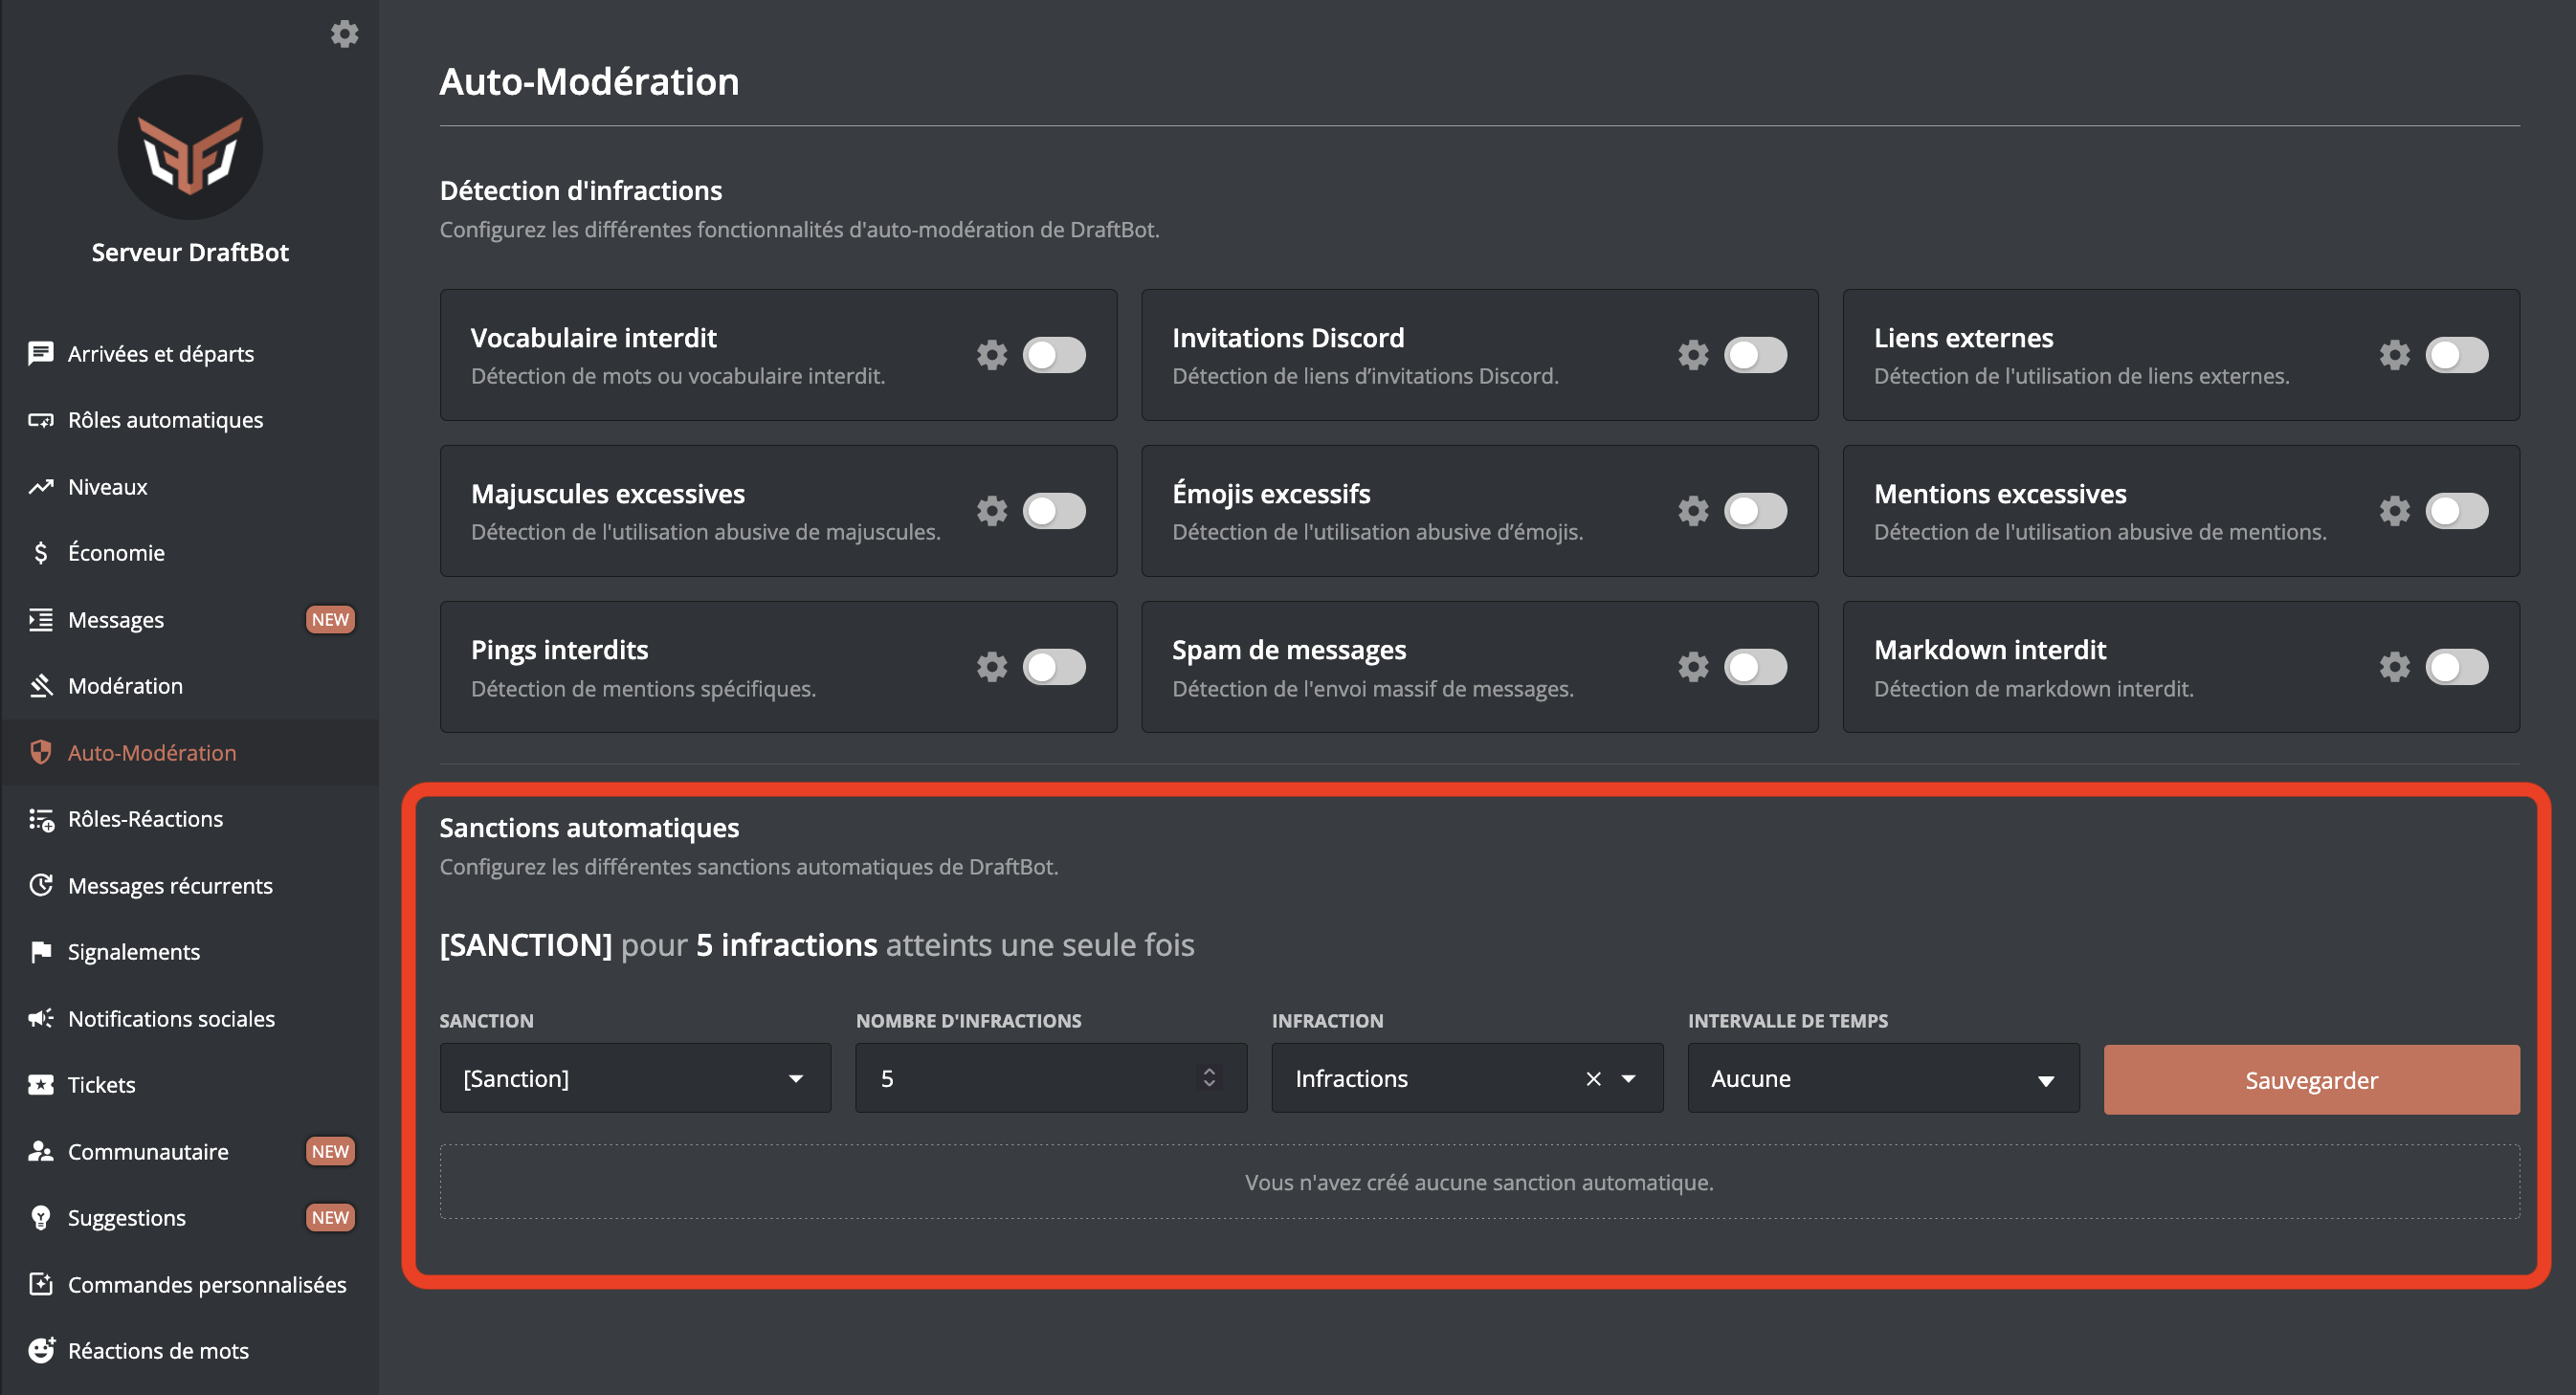 Serveur DraftBot
Arrivées et départs
Rôles automatiques
Niveaux
Économie
Messages NEW
Modération
Auto-Modération
Rôles-Réactions
Messages récurrents
Signalements
Notifications sociales
Tickets
Communautaire NEW
Suggestions NEW
Commandes personnalisées
Réactions de mots
Auto-Modération
Détection d'infractions
Configurez les différentes fonctionnalités d'auto-modération de DraftBot.
Vocabulaire interdit
Détection de mots ou vocabulaire interdit.
Invitations Discord
Détection de liens d’invitations Discord.
Liens externes
Détection de l'utilisation de liens externes.
Majuscules excessives
Détection de l'utilisation abusive de majuscules.
Émojis excessifs
Détection de l'utilisation abusive d’émojis.
Mentions excessives
Détection de l'utilisation abusive de mentions.
Pings interdits
Détection de mentions spécifiques.
Spam de messages
Détection de l'envoi massif de messages.
Markdown interdit
Détection de markdown interdit.
Sanctions automatiques
Configurez les différentes sanctions automatiques de DraftBot.
[SANCTION] pour 5 infractions atteints une seule fois
SANCTION
[Sanction]
NOMBRE D'INFRACTIONS
5
INFRACTION
Infractions
INTERVALLE DE TEMPS
Aucune
Sauvegarder
Vous n'avez créé aucune sanction automatique.